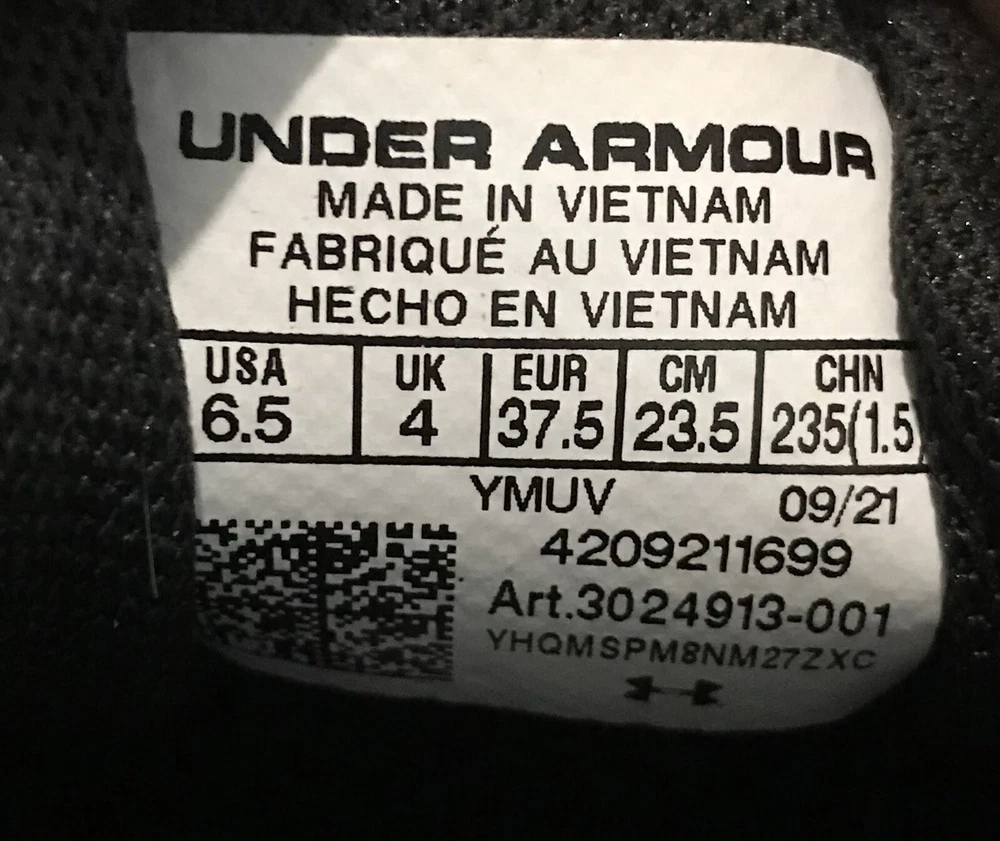 UNDER ARMOUR
MADE IN VIETNAM
FABRIQUÉ AU VIETNAM
HECHO EN VIETNAM
USA UK EUR CM CHN
6.5 4 37.5 23.5 235(1.5)
YMUV 09/21
4209211699
Art.3024913-001
YHQMSPM8NM27ZXC